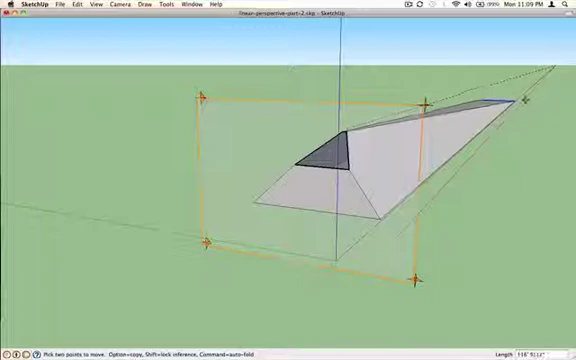 SketchUp File Edit View Camera Draw Tools Window Help Mon 11:09 PM
linear-perspective-part-2.skp - SketchUp
Pick two points to move. Option=copy, Shift=lock inference, Command=auto-fold
Length